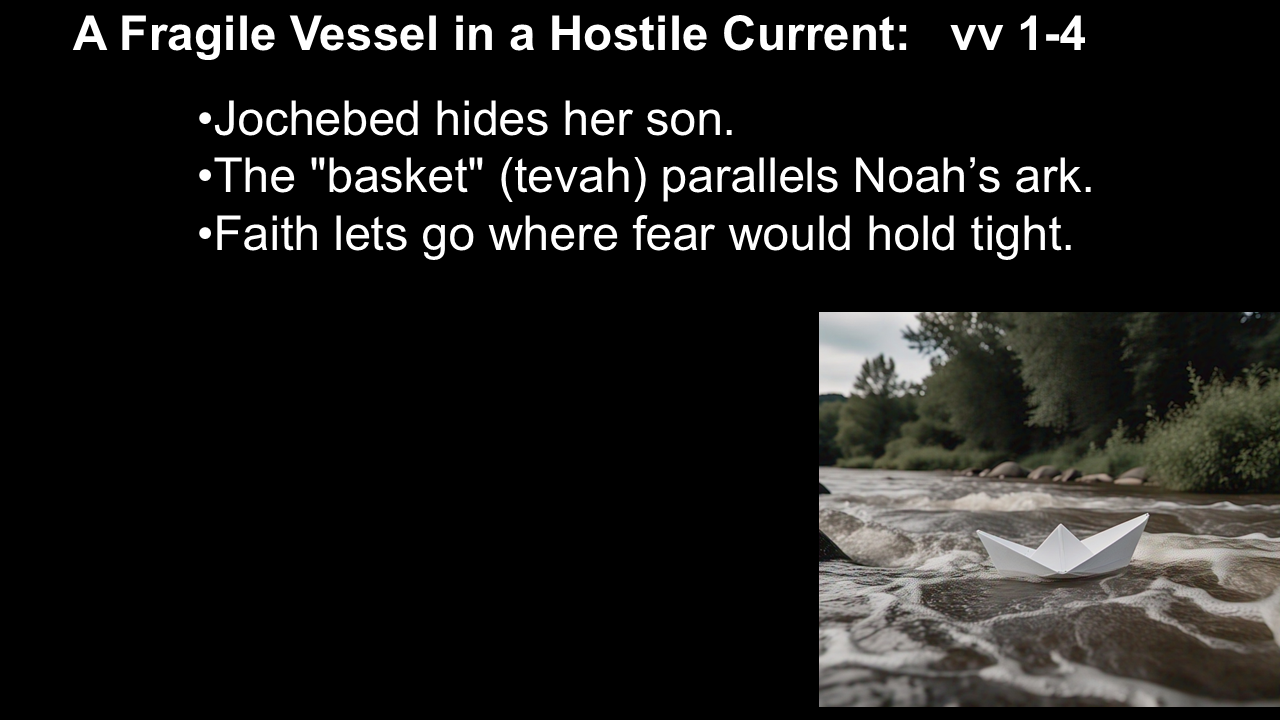 A Fragile Vessel in a Hostile Current:   vv 1-4
•Jochebed hides her son.
•The "basket" (tevah) parallels Noah’s ark.
•Faith lets go where fear would hold tight.